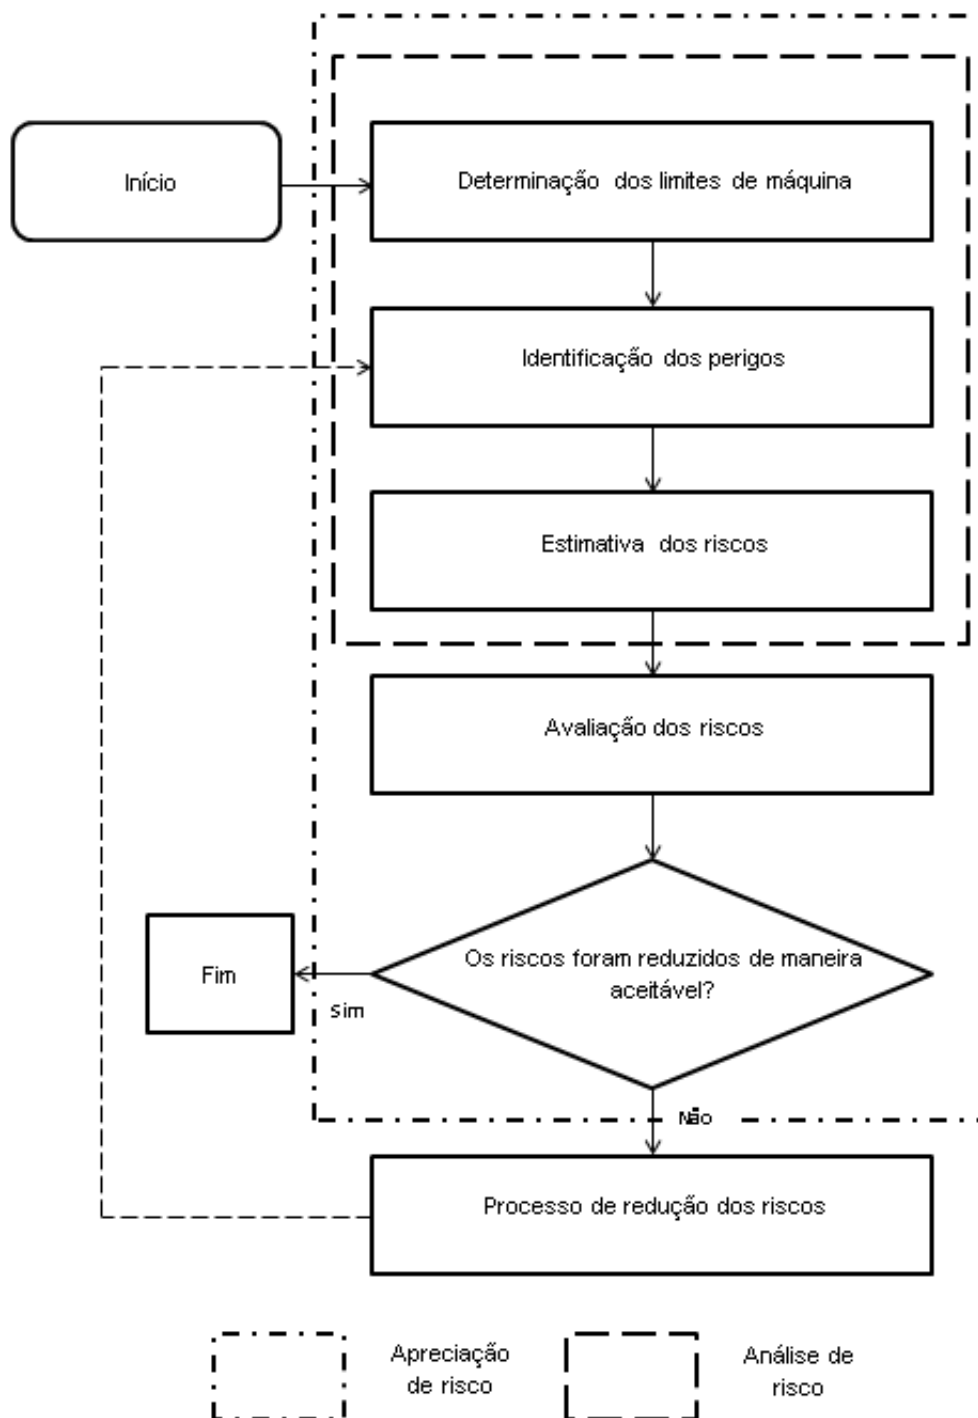 Início
Determinação dos limites de máquina
Identificação dos perigos
Estimativa dos riscos
Avaliação dos riscos
Os riscos foram reduzidos de maneira
aceitável?
Fim
Sim
Não
Processo de redução dos riscos
Apreciação
de risco
Análise de
risco